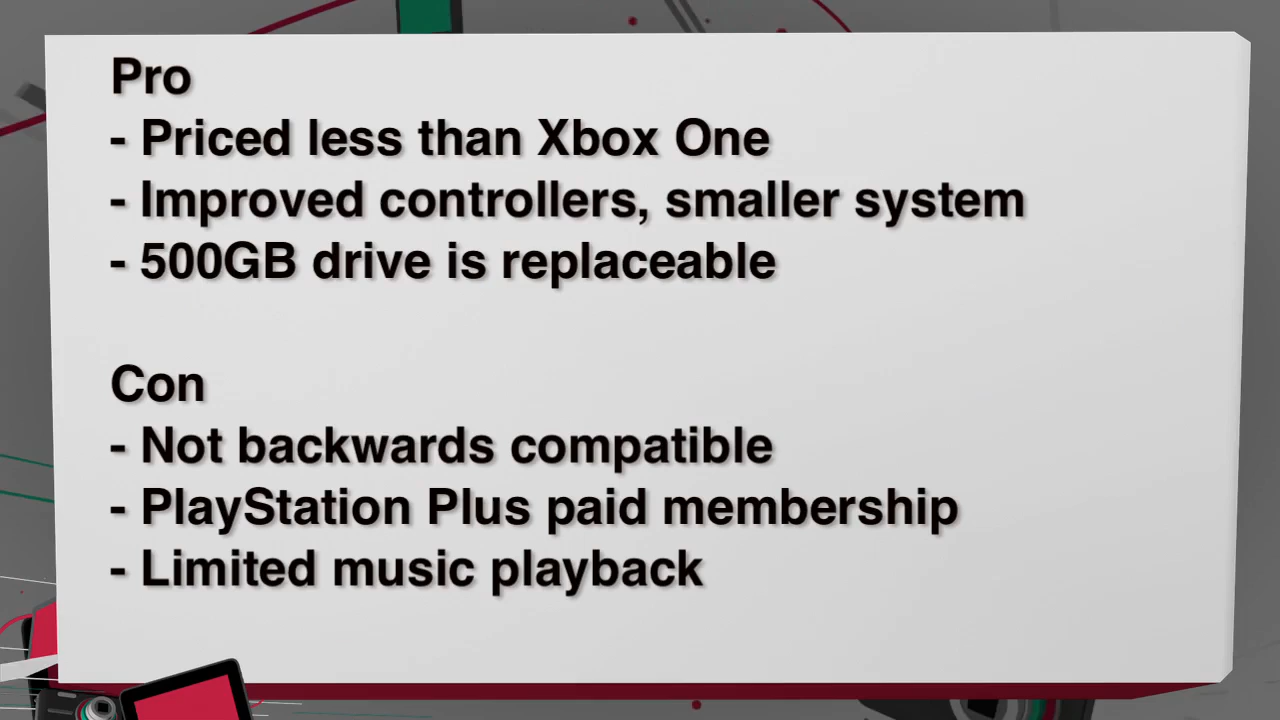 Pro
- Priced less than Xbox One
- Improved controllers, smaller system
- 500GB drive is replaceable
Con
- Not backwards compatible
- PlayStation Plus paid membership
- Limited music playback